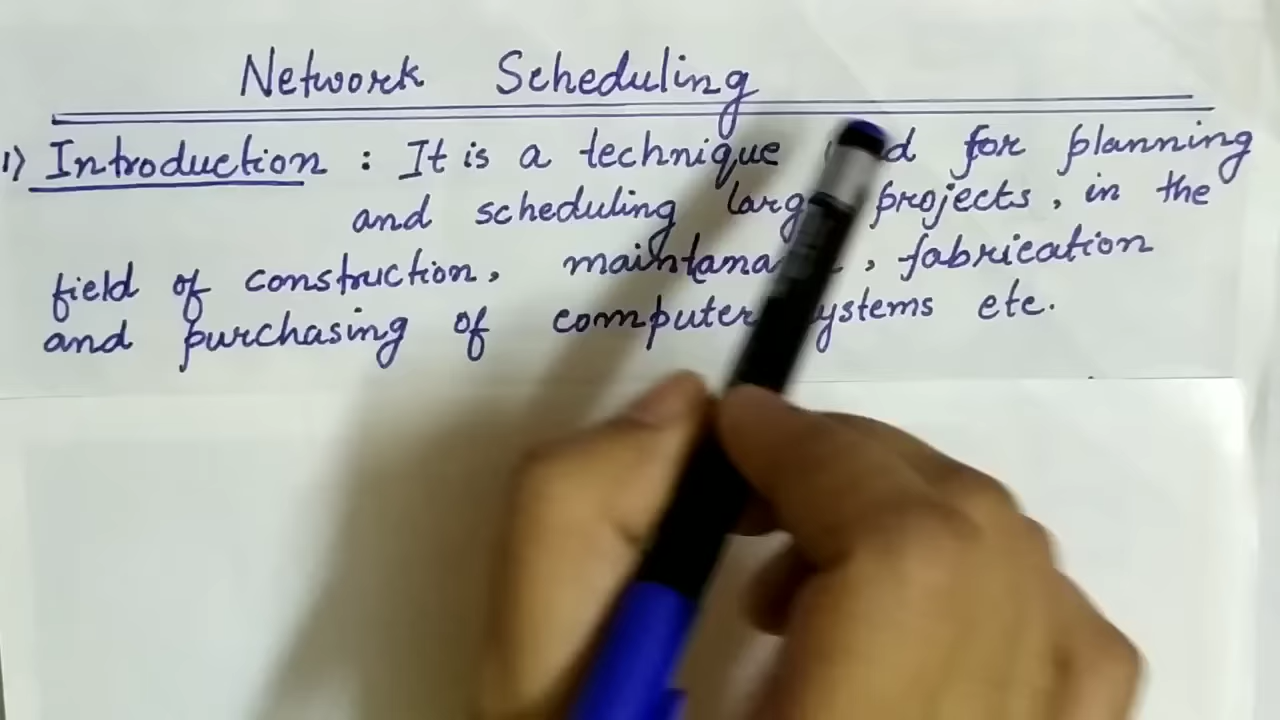 Network Scheduling
1) Introduction : It is a technique for planning
and scheduling projects, in the
field of construction, , fabrication
and purchasing of computer systems etc.